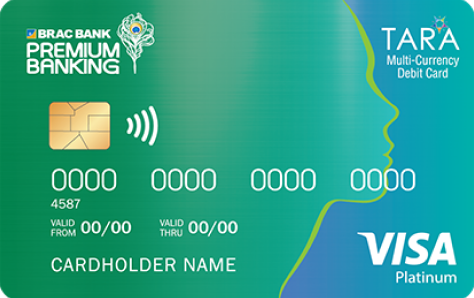 BRAC BANK
PREMIUM
BANKING
TARA
Multi-Currency
Debit Card
0000 0000 0000 0000
4587
VALID FROM 00/00 VALID THRU 00/00
CARDHOLDER NAME
VISA
Platinum